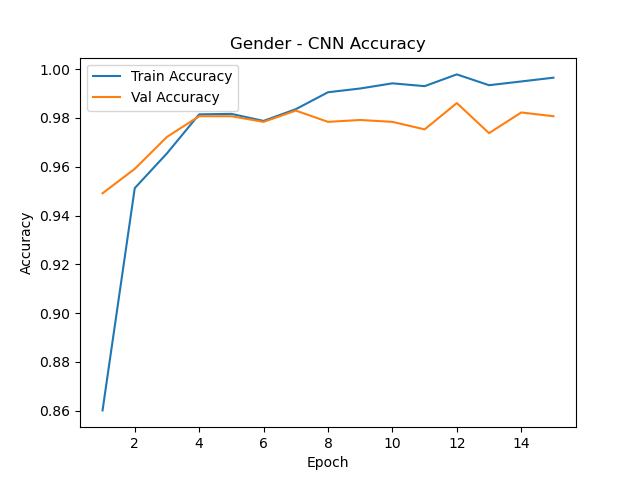 Gender - CNN Accuracy
Train Accuracy
Val Accuracy
1.00
0.98
0.96
0.94
0.92
0.90
0.88
0.86
Accuracy
2 4 6 8 10 12 14
Epoch